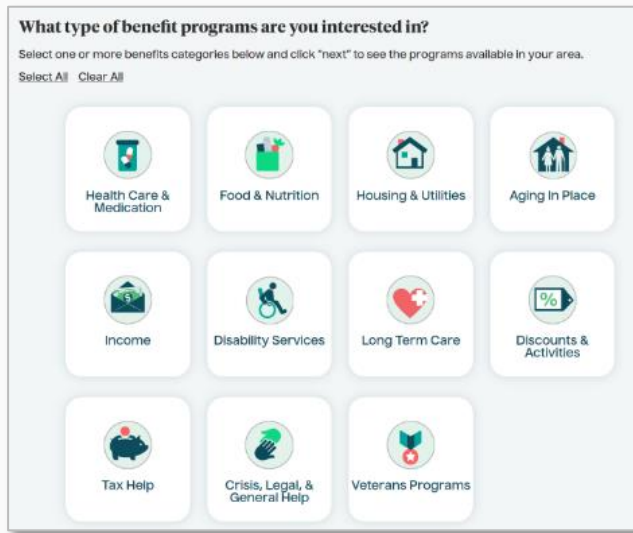 What type of benefit programs are you interested in?
Select one or more benefits categories below and click "next" to see the programs available in your area.
Select All Clear All
Health Care &
Medication
Food & Nutrition
Housing & Utilities
Aging In Place
$
Income
Disability Services
Long Term Care
%
Discounts &
Activities
Tax Help
Crisis, Legal, &
General Help
Veterans Programs